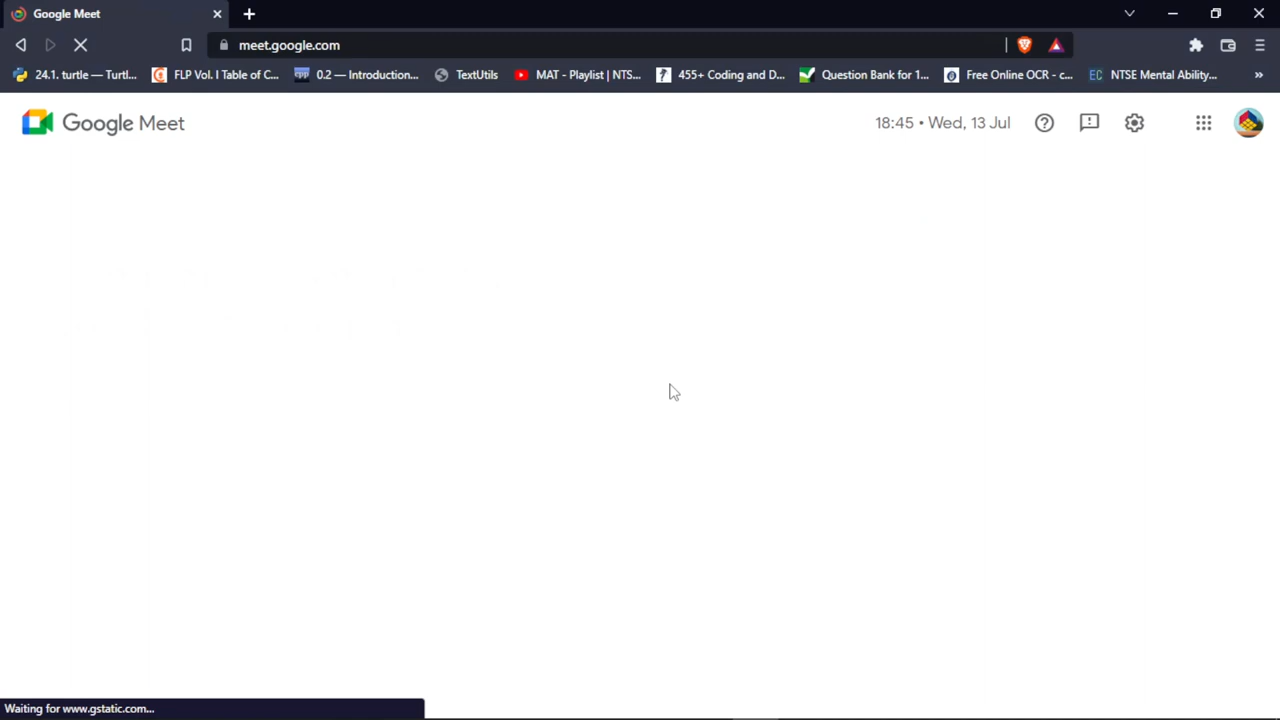 Google Meet
meet.google.com
24.1. turtle — Turtl... FLP Vol. I Table of C... 0.2 — Introduction... TextUtils MAT - Playlist | NTS... 455+ Coding and D... Question Bank for 1... Free Online OCR - c... EC NTSE Mental Ability... »
Google Meet 18:45 • Wed, 13 Jul
Waiting for www.gstatic.com...